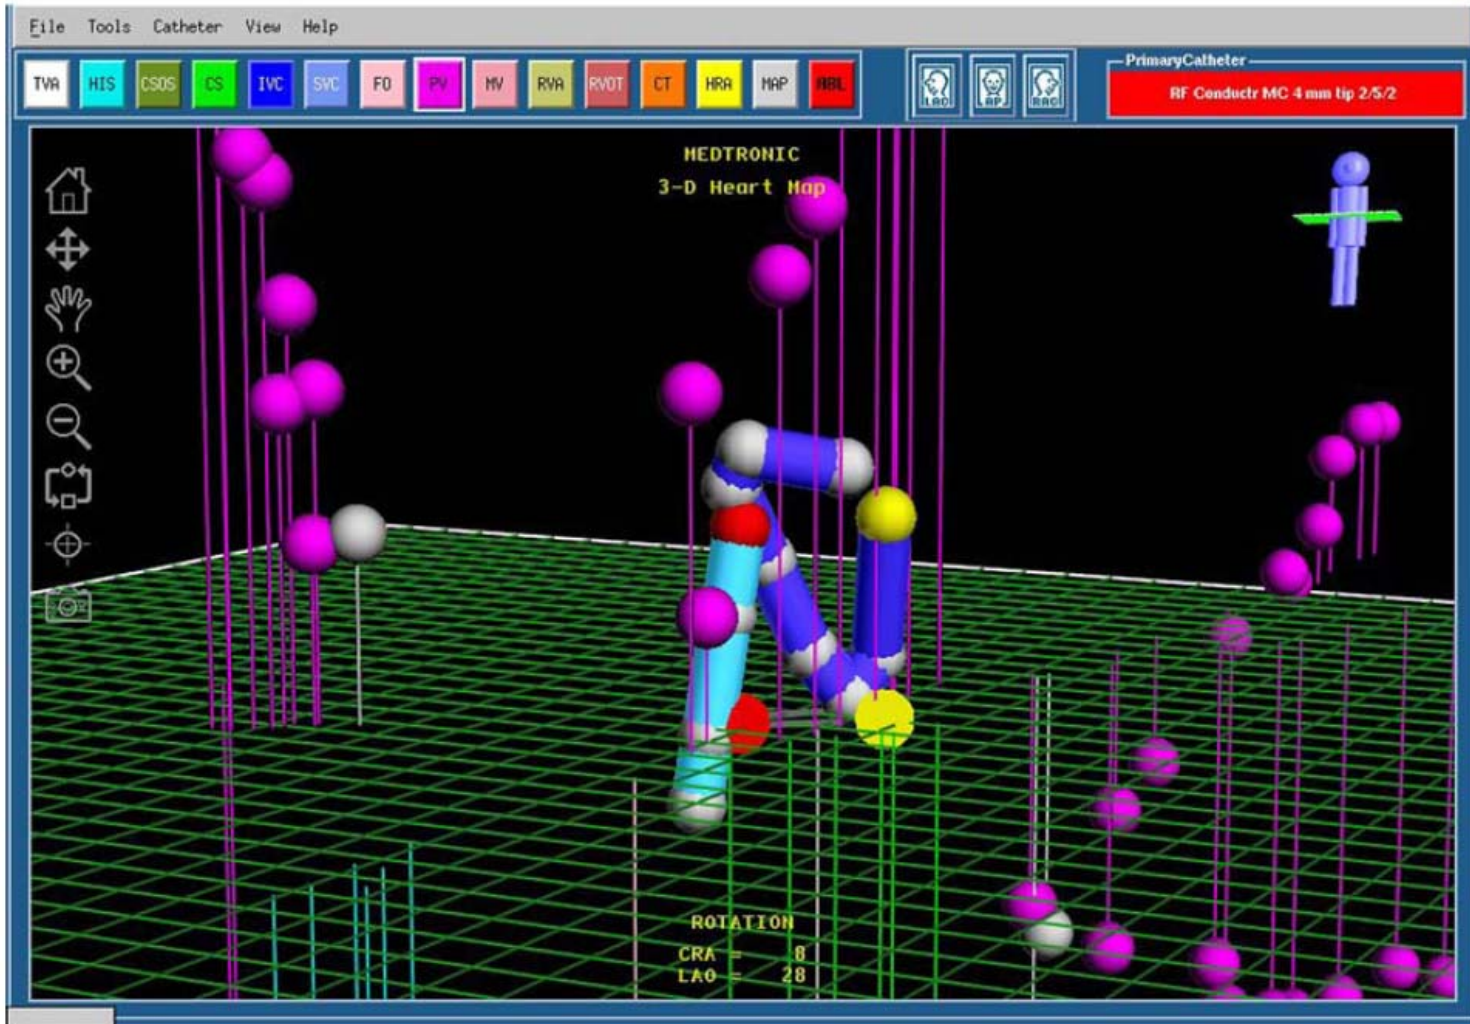 File Tools Catheter View Help
PrimaryCatheter
TVA HIS CSOS CS IVC SVC FO PV MV RVA RVOT CT HRA MAP ABL
LAO AP RAO
RF Conductr MC 4 mm tip 2/5/2
MEDTRONIC
3-D Heart Map
ROTATION
CRA = 8
LAO = 28